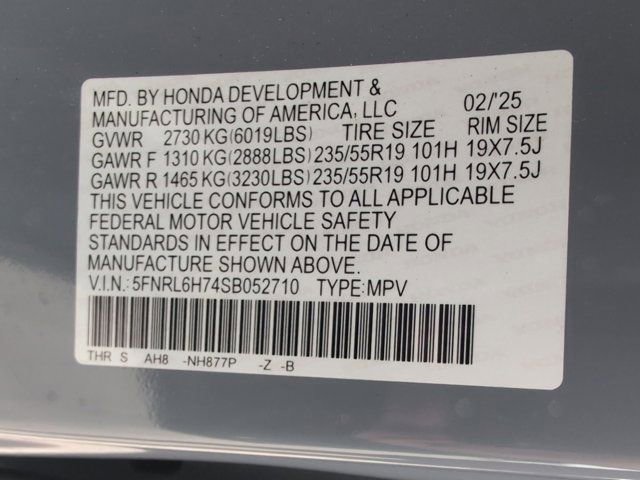 MFD. BY HONDA DEVELOPMENT &
MANUFACTURING OF AMERICA, LLC 02/'25
GVWR 2730 KG(6019LBS) TIRE SIZE RIM SIZE
GAWR F 1310 KG(2888LBS) 235/55R19 101H 19X7.5J
GAWR R 1465 KG(3230LBS) 235/55R19 101H 19X7.5J
THIS VEHICLE CONFORMS TO ALL APPLICABLE
FEDERAL MOTOR VEHICLE SAFETY
STANDARDS IN EFFECT ON THE DATE OF
MANUFACTURE SHOWN ABOVE.
V.I.N.: 5FNRL6H74SB052710 TYPE:MPV
THR S AH8 -NH877P -Z -B